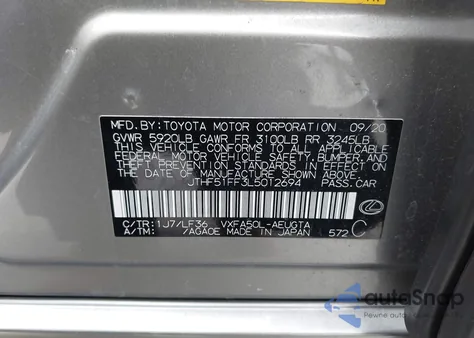 MFD. BY: TOYOTA MOTOR CORPORATION 09/20
GVWR 5920LB GAWR FR 3100LB RR 3245LB
THIS VEHICLE CONFORMS TO ALL APPLICABLE
FEDERAL MOTOR VEHICLE SAFETY, BUMPER, AND
THEFT PREVENTION STANDARDS IN EFFECT ON
THE DATE OF MANUFACTURE SHOWN ABOVE.
JTHF51FF3L5012694 PASS.CAR
C/TR: 1J7/LF36 VXFA50L-AEUGTA
A/TM: /AGA0E MADE IN JAPAN 572 C
autoSnap